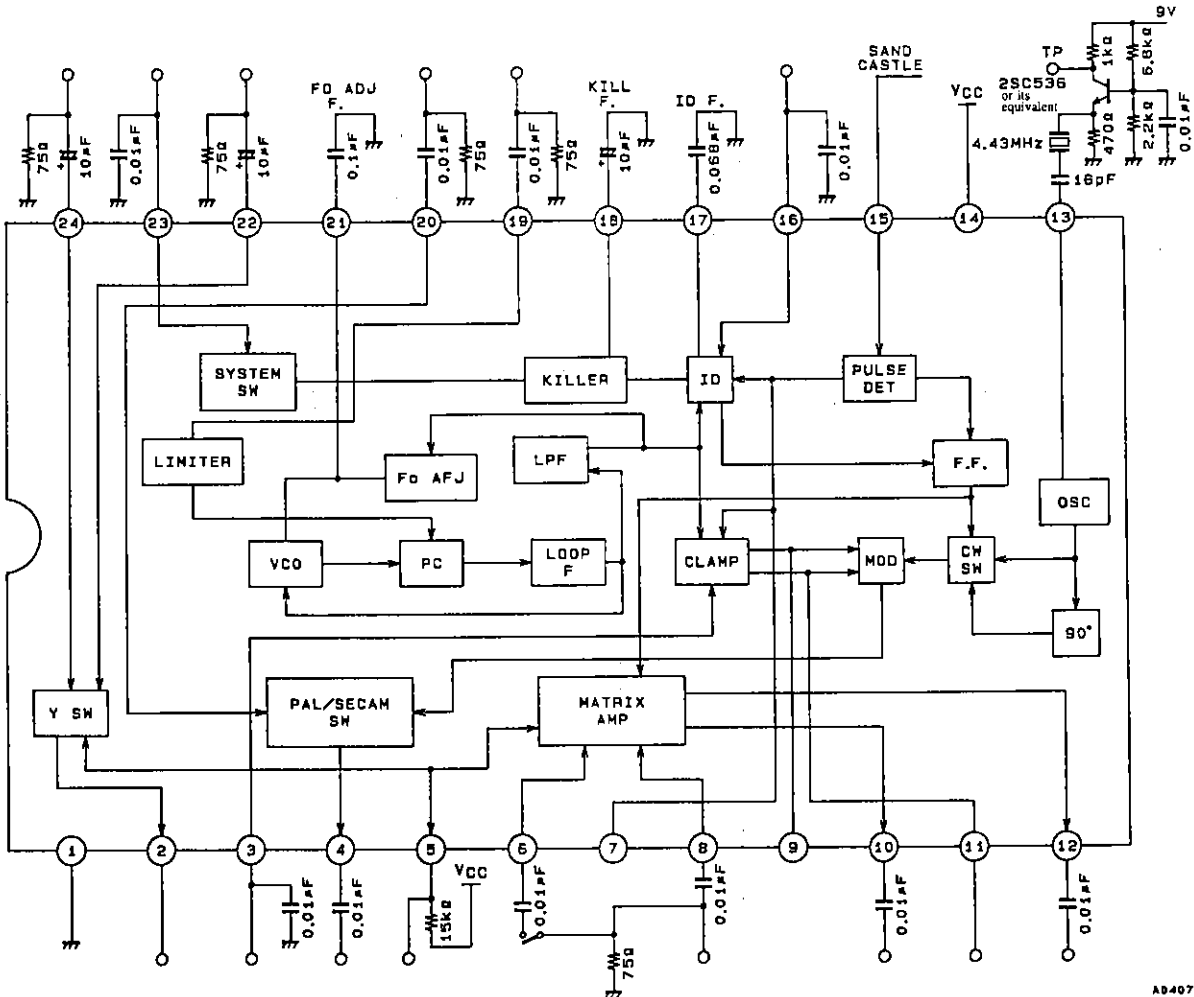 9V
TP
1kΩ
6.8kΩ
SAND
CASTLE
2SC536
or its
equivalent
VCC
FO ADJ
F.
KILL
F.
ID F.
4.43MHz
470Ω
2.2kΩ
0.01µF
16pF
75Ω
10µF
0.01µF
75Ω
10µF
0.1µF
0.01µF
75Ω
0.01µF
75Ω
10µF
0.068µF
0.01µF
24
23
22
21
20
19
18
17
16
15
14
13
SYSTEM
SW
KILLER
ID
PULSE
DET
LIMITER
Fo AFJ
LPF
F.F.
OSC
VCO
PC
LOOP
F
CLAMP
MOD
CW
SW
90°
Y SW
PAL/SECAM
SW
MATRIX
AMP
1
2
3
4
5
6
7
8
9
10
11
12
0.01µF
0.01µF
VCC
15kΩ
0.01µF
75Ω
0.01µF
0.01µF
0.01µF
A09407